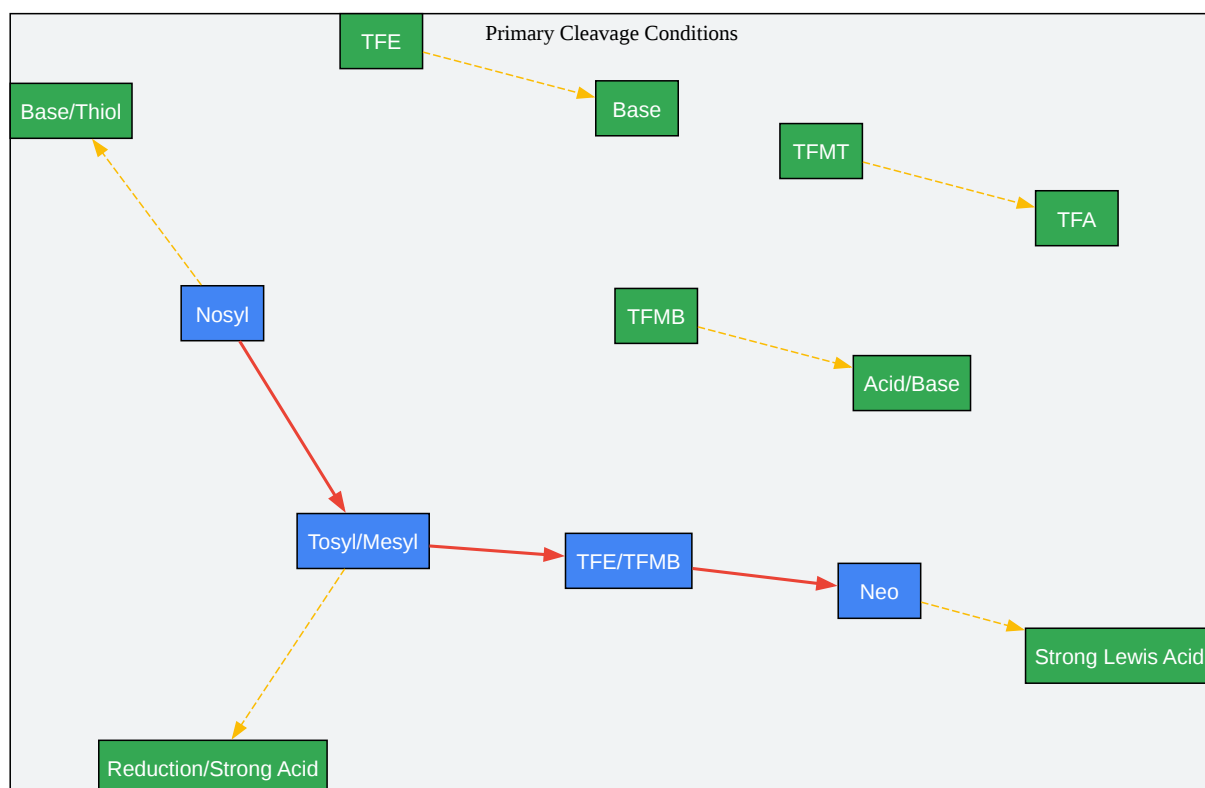 Primary Cleavage Conditions
TFE
Base/Thiol
Base
TFMT
TFA
Nosyl
TFMB
Acid/Base
Tosyl/Mesyl
TFE/TFMB
Neo
Strong Lewis Acid
Reduction/Strong Acid